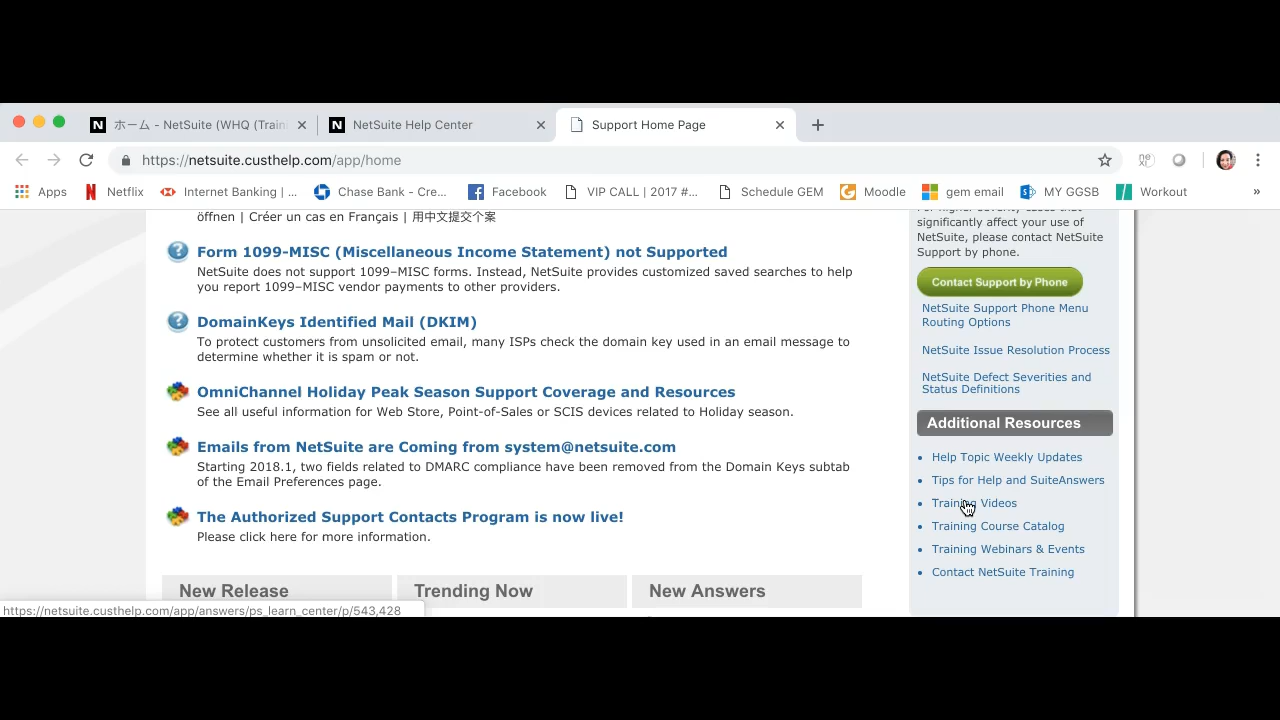 ホーム - NetSuite (WHQ (Train
NetSuite Help Center
Support Home Page
https://netsuite.custhelp.com/app/home
Apps
Netflix
Internet Banking | ...
Chase Bank - Cre...
Facebook
VIP CALL | 2017 #...
Schedule GEM
Moodle
gem email
MY GGSB
Workout
»
öffnen | Créer un cas en Français | 用中文提交个案
Form 1099-MISC (Miscellaneous Income Statement) not Supported
NetSuite does not support 1099–MISC forms. Instead, NetSuite provides customized saved searches to help
you report 1099–MISC vendor payments to other providers.
DomainKeys Identified Mail (DKIM)
To protect customers from unsolicited email, many ISPs check the domain key used in an email message to
determine whether it is spam or not.
OmniChannel Holiday Peak Season Support Coverage and Resources
See all useful information for Web Store, Point-of-Sales or SCIS devices related to Holiday season.
Emails from NetSuite are Coming from system@netsuite.com
Starting 2018.1, two fields related to DMARC compliance have been removed from the Domain Keys subtab
of the Email Preferences page.
The Authorized Support Contacts Program is now live!
Please click here for more information.
New Release
Trending Now
New Answers
For higher severity cases that
significantly affect your use of
NetSuite, please contact NetSuite
Support by phone.
Contact Support by Phone
NetSuite Support Phone Menu
Routing Options
NetSuite Issue Resolution Process
NetSuite Defect Severities and
Status Definitions
Additional Resources
Help Topic Weekly Updates
Tips for Help and SuiteAnswers
Training Videos
Training Course Catalog
Training Webinars & Events
Contact NetSuite Training
https://netsuite.custhelp.com/app/answers/ps_learn_center/p/543,428